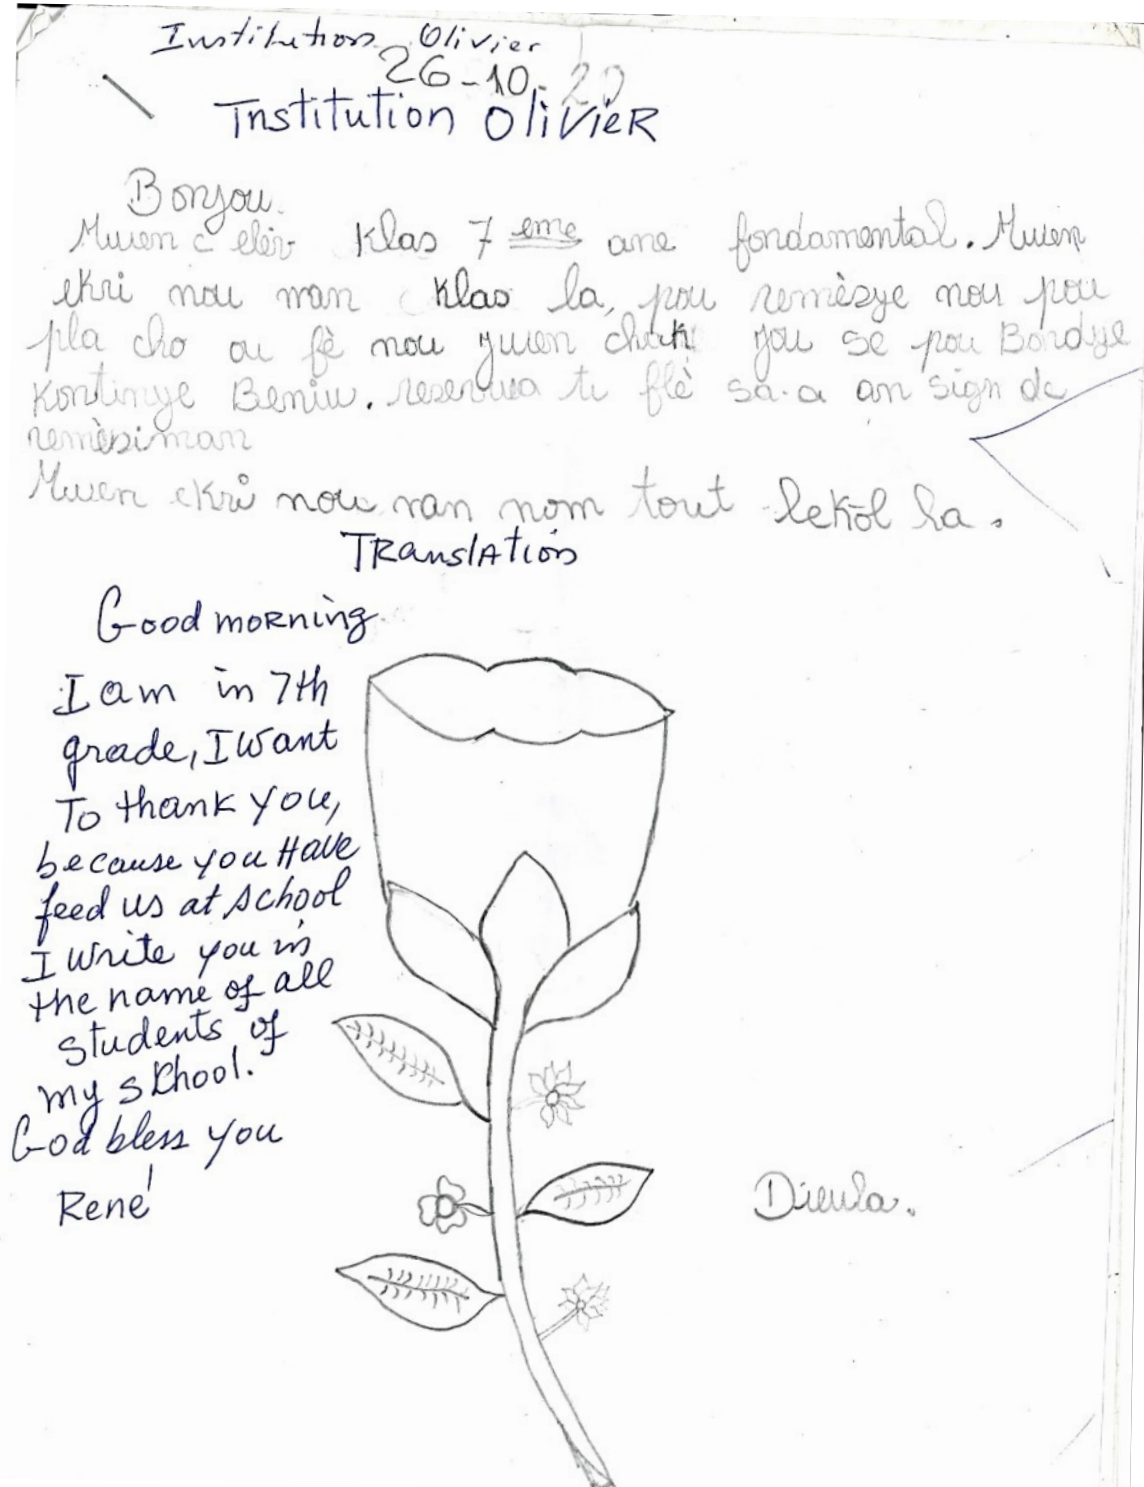 Institution Olivier
26-10-20
Institution Olivier
Bonjou.
Mwen c elèv Klas 7 eme ane fondamental. Mwen
ekri nou nan klas la, pou remèsye nou pou
pla cho ou fè nou jwen chak jou se pou Bondye
Kontinye Beniw. resevwa ti flè sa-a an sign de
remèsiman
Mwen ekri nou nan nom tout lekòl la.
Translation
Good morning
I am in 7th
grade, I want
To thank you,
because you Have
feed us at school
I write you in
the name of all
students of
my school.
God bless you
René
Dieula.